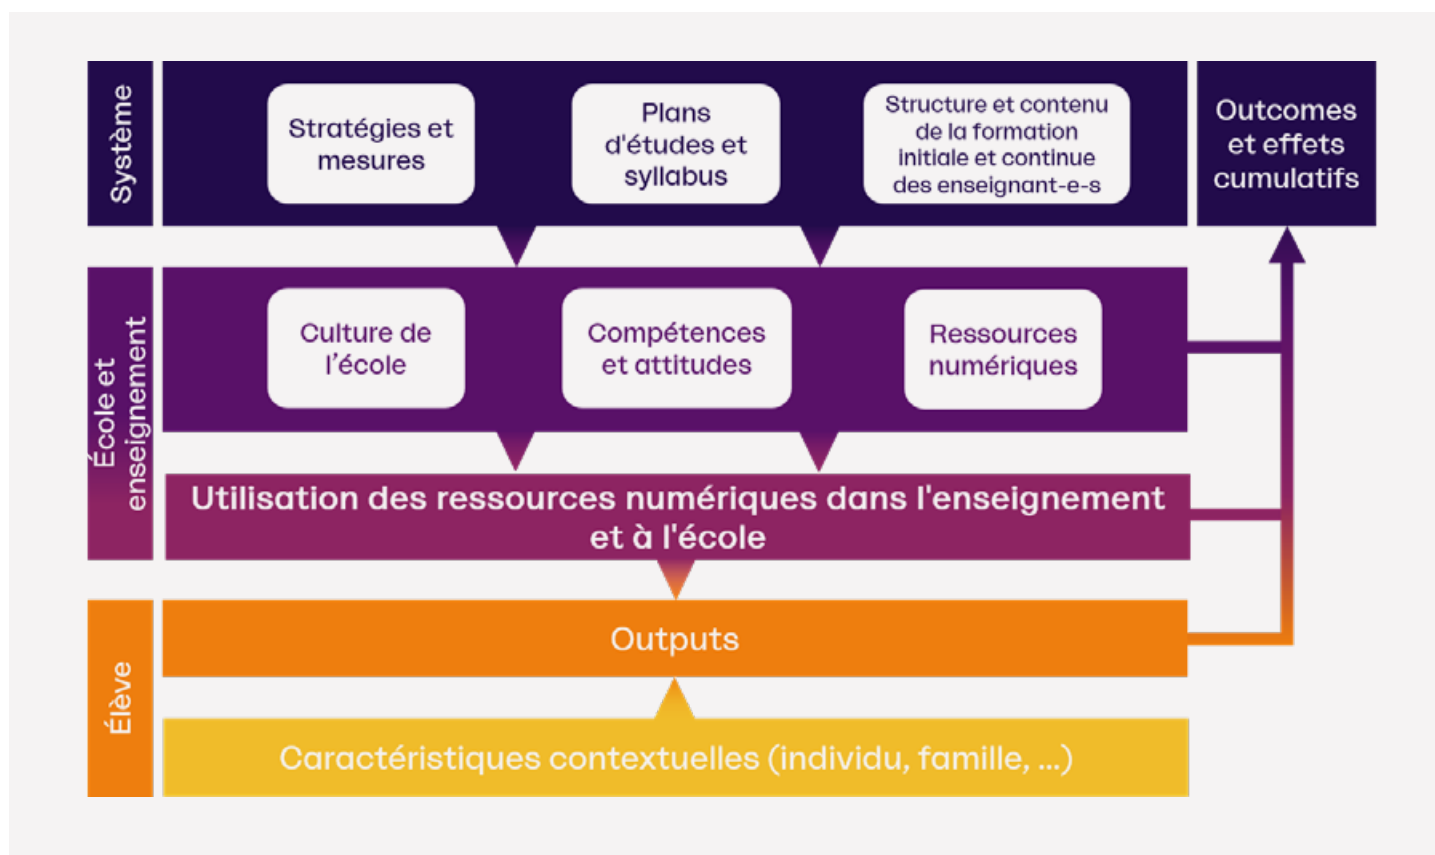 Système
Stratégies et
mesures
Plans
d'études et
syllabus
Structure et contenu
de la formation
initiale et continue
des enseignant-e-s
Outcomes
et effets
cumulatifs
École et
enseignement
Culture de
l’école
Compétences
et attitudes
Ressources
numériques
Utilisation des ressources numériques dans l'enseignement
et à l'école
Élève
Outputs
Caractéristiques contextuelles (individu, famille, ...)